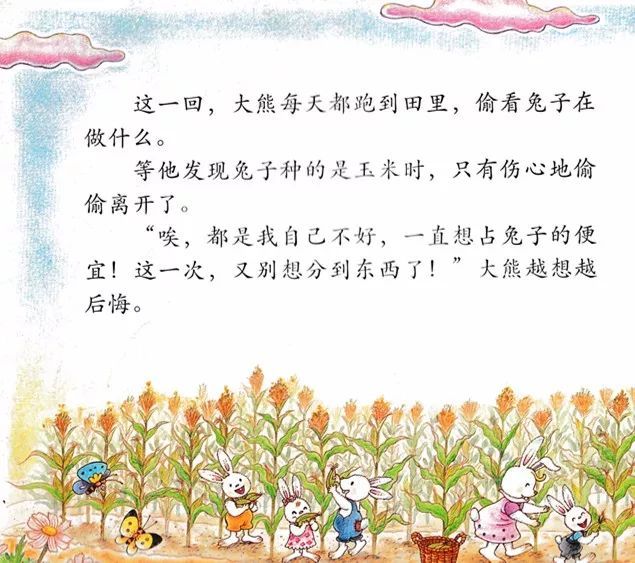 这一回，大熊每天都跑到田里，偷看兔子在
做什么。
等他发现兔子种的是玉米时，只有伤心地偷
偷离开了。
“唉，都是我自己不好，一直想占兔子的便
宜！这一次，又别想分到东西了！”大熊越想越
后悔。